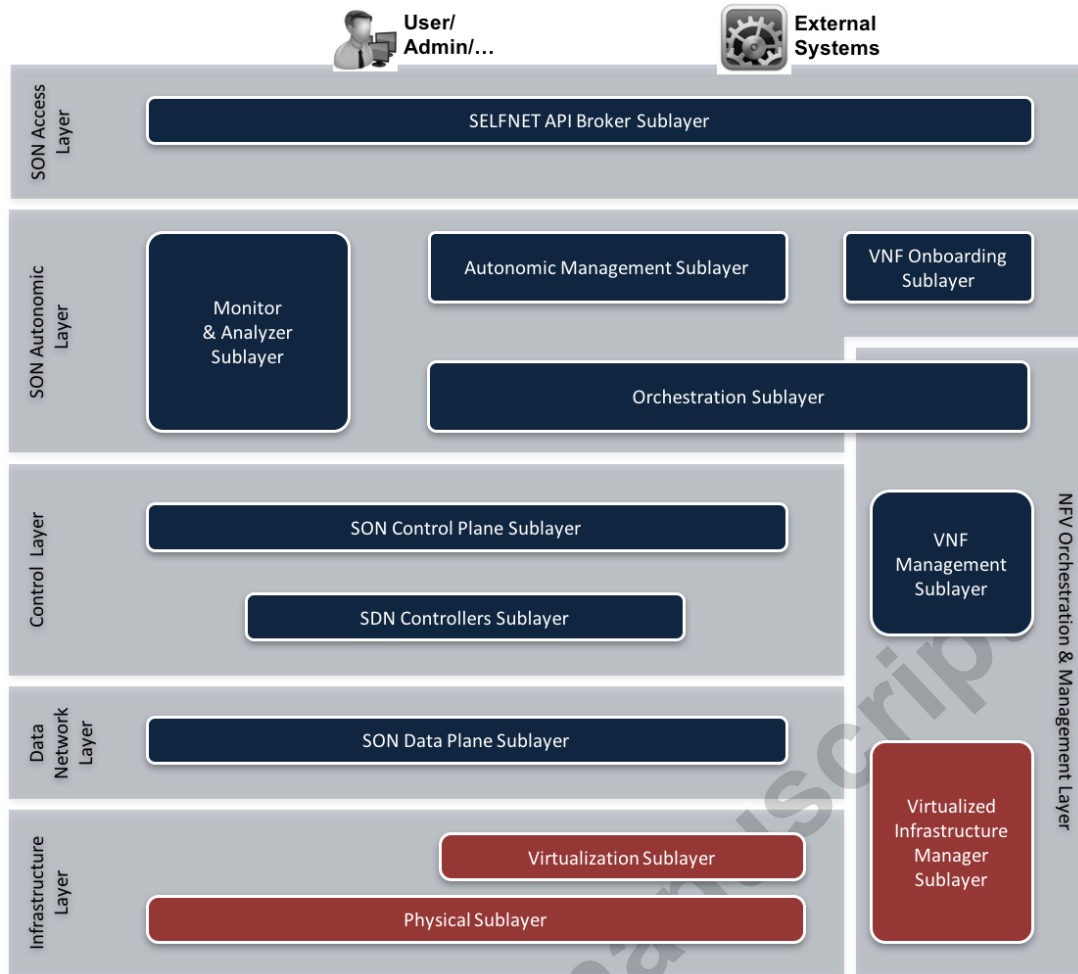 User/
Admin/...
External
Systems
SON Access
Layer
SELFNET API Broker Sublayer
SON Autonomic
Layer
Monitor
& Analyzer
Sublayer
Autonomic Management Sublayer
VNF Onboarding
Sublayer
Orchestration Sublayer
Control Layer
SON Control Plane Sublayer
SDN Controllers Sublayer
VNF
Management
Sublayer
NFV Orchestration & Management Layer
Data
Network
Layer
SON Data Plane Sublayer
Infrastructure
Layer
Virtualization Sublayer
Physical Sublayer
Virtualized
Infrastructure
Manager
Sublayer